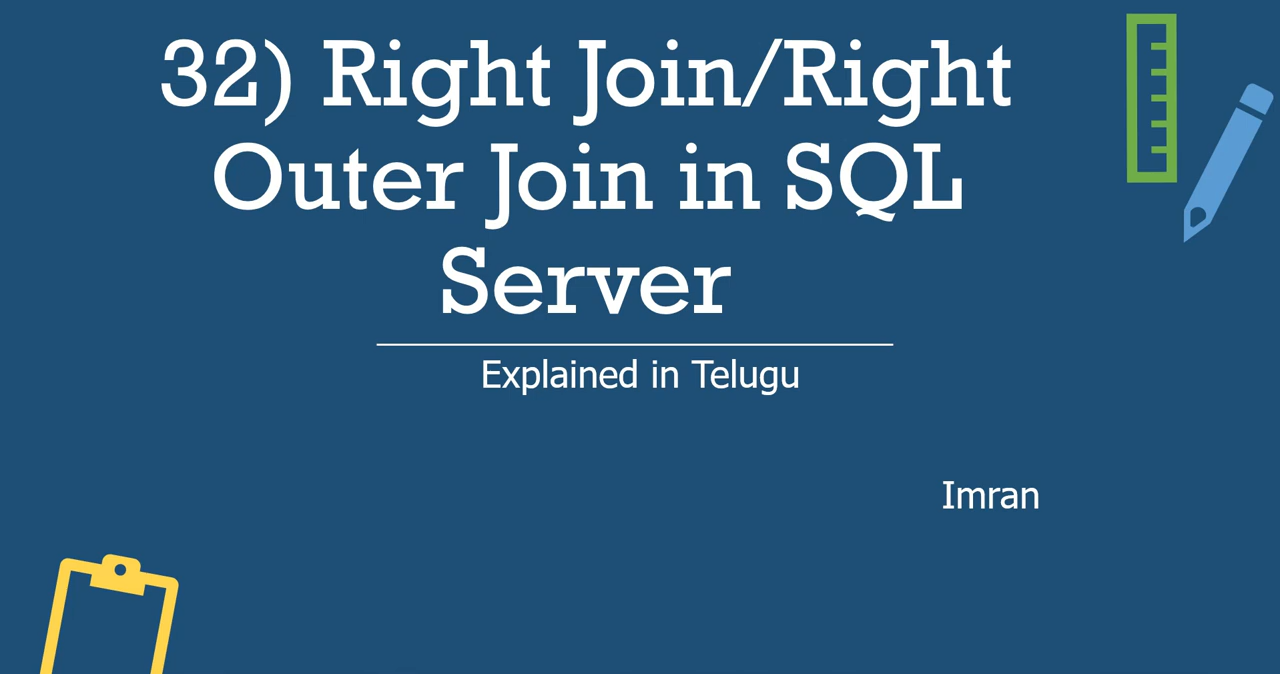 32) Right Join/Right
Outer Join in SQL
Server
Explained in Telugu
Imran